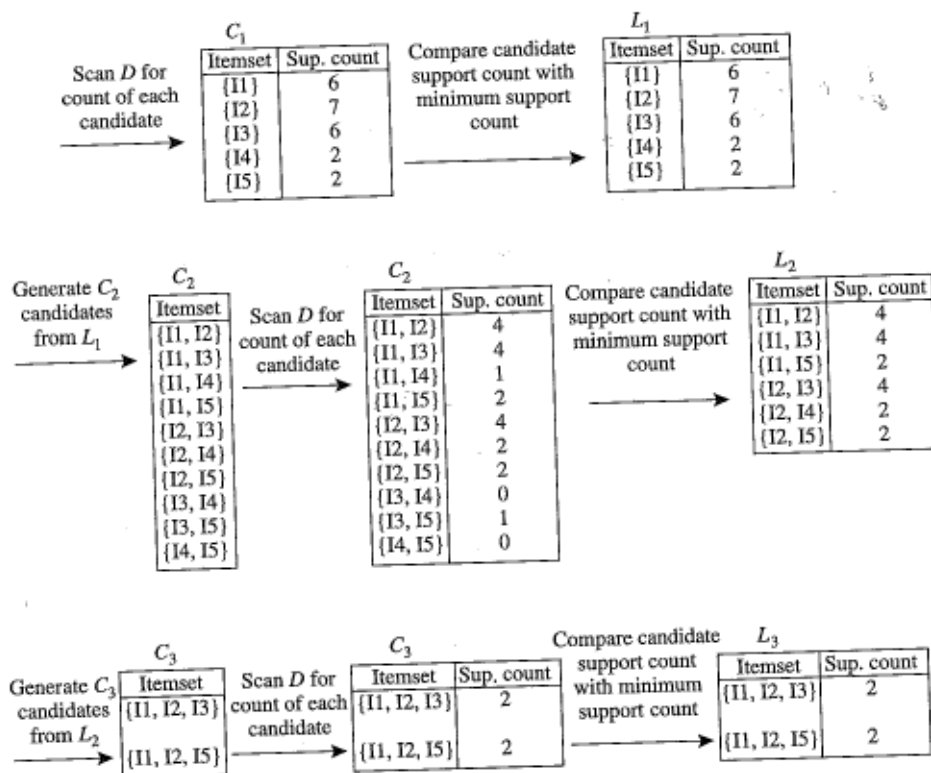 C1
L1
Scan D for
count of each
candidate
Itemset Sup. count
{I1} 6
{I2} 7
{I3} 6
{I4} 2
{I5} 2
Compare candidate
support count with
minimum support
count
Itemset Sup. count
{I1} 6
{I2} 7
{I3} 6
{I4} 2
{I5} 2
Generate C2
candidates
from L1
C2
Itemset
{I1, I2}
{I1, I3}
{I1, I4}
{I1, I5}
{I2, I3}
{I2, I4}
{I2, I5}
{I3, I4}
{I3, I5}
{I4, I5}
Scan D for
count of each
candidate
C2
Itemset Sup. count
{I1, I2} 4
{I1, I3} 4
{I1, I4} 1
{I1, I5} 2
{I2, I3} 4
{I2, I4} 2
{I2, I5} 2
{I3, I4} 0
{I3, I5} 1
{I4, I5} 0
Compare candidate
support count with
minimum support
count
L2
Itemset Sup. count
{I1, I2} 4
{I1, I3} 4
{I1, I5} 2
{I2, I3} 4
{I2, I4} 2
{I2, I5} 2
Generate C3
candidates
from L2
C3
Itemset
{I1, I2, I3}
{I1, I2, I5}
Scan D for
count of each
candidate
C3
Itemset Sup. count
{I1, I2, I3} 2
{I1, I2, I5} 2
Compare candidate
support count
with minimum
support count
L3
Itemset Sup. count
{I1, I2, I3} 2
{I1, I2, I5} 2